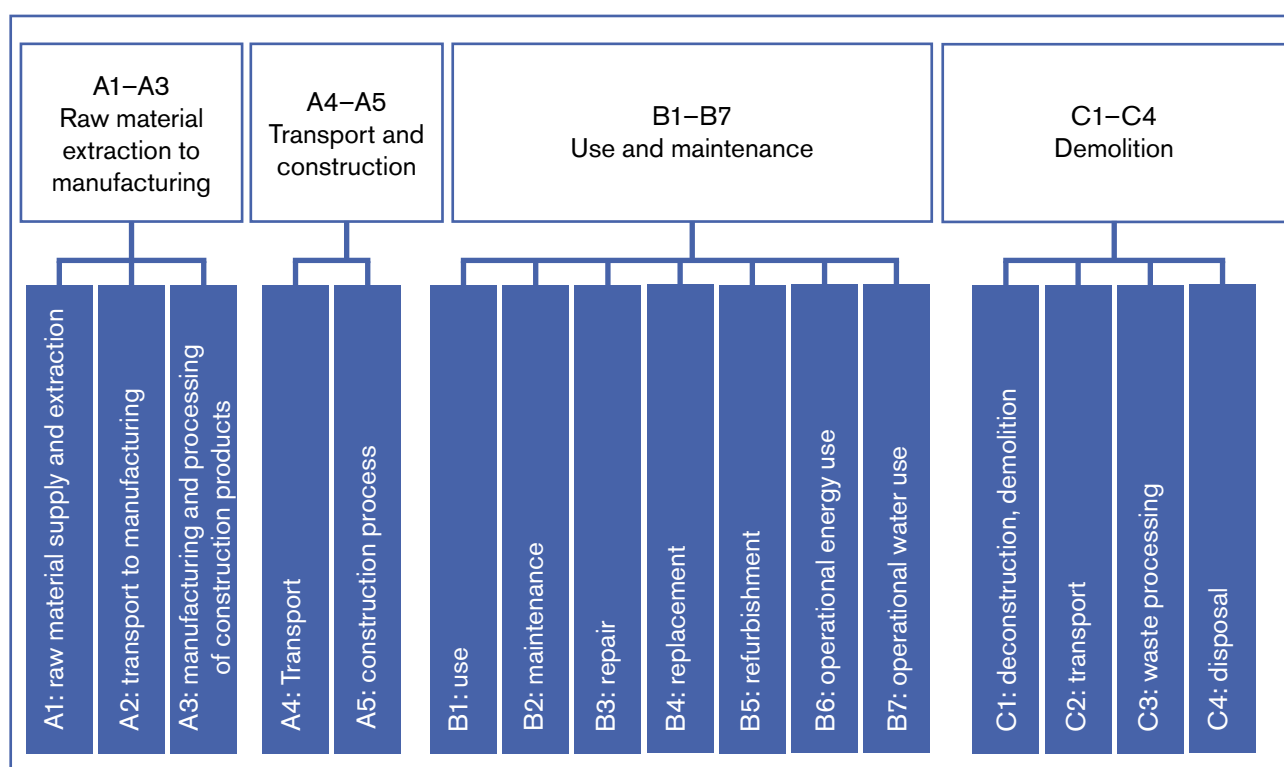 A1–A3
Raw material
extraction to
manufacturing
A4–A5
Transport and
construction
B1–B7
Use and maintenance
C1–C4
Demolition
A1: raw material supply and extraction
A2: transport to manufacturing
A3: manufacturing and processing
of construction products
A4: Transport
A5: construction process
B1: use
B2: maintenance
B3: repair
B4: replacement
B5: refurbishment
B6: operational energy use
B7: operational water use
C1: deconstruction, demolition
C2: transport
C3: waste processing
C4: disposal